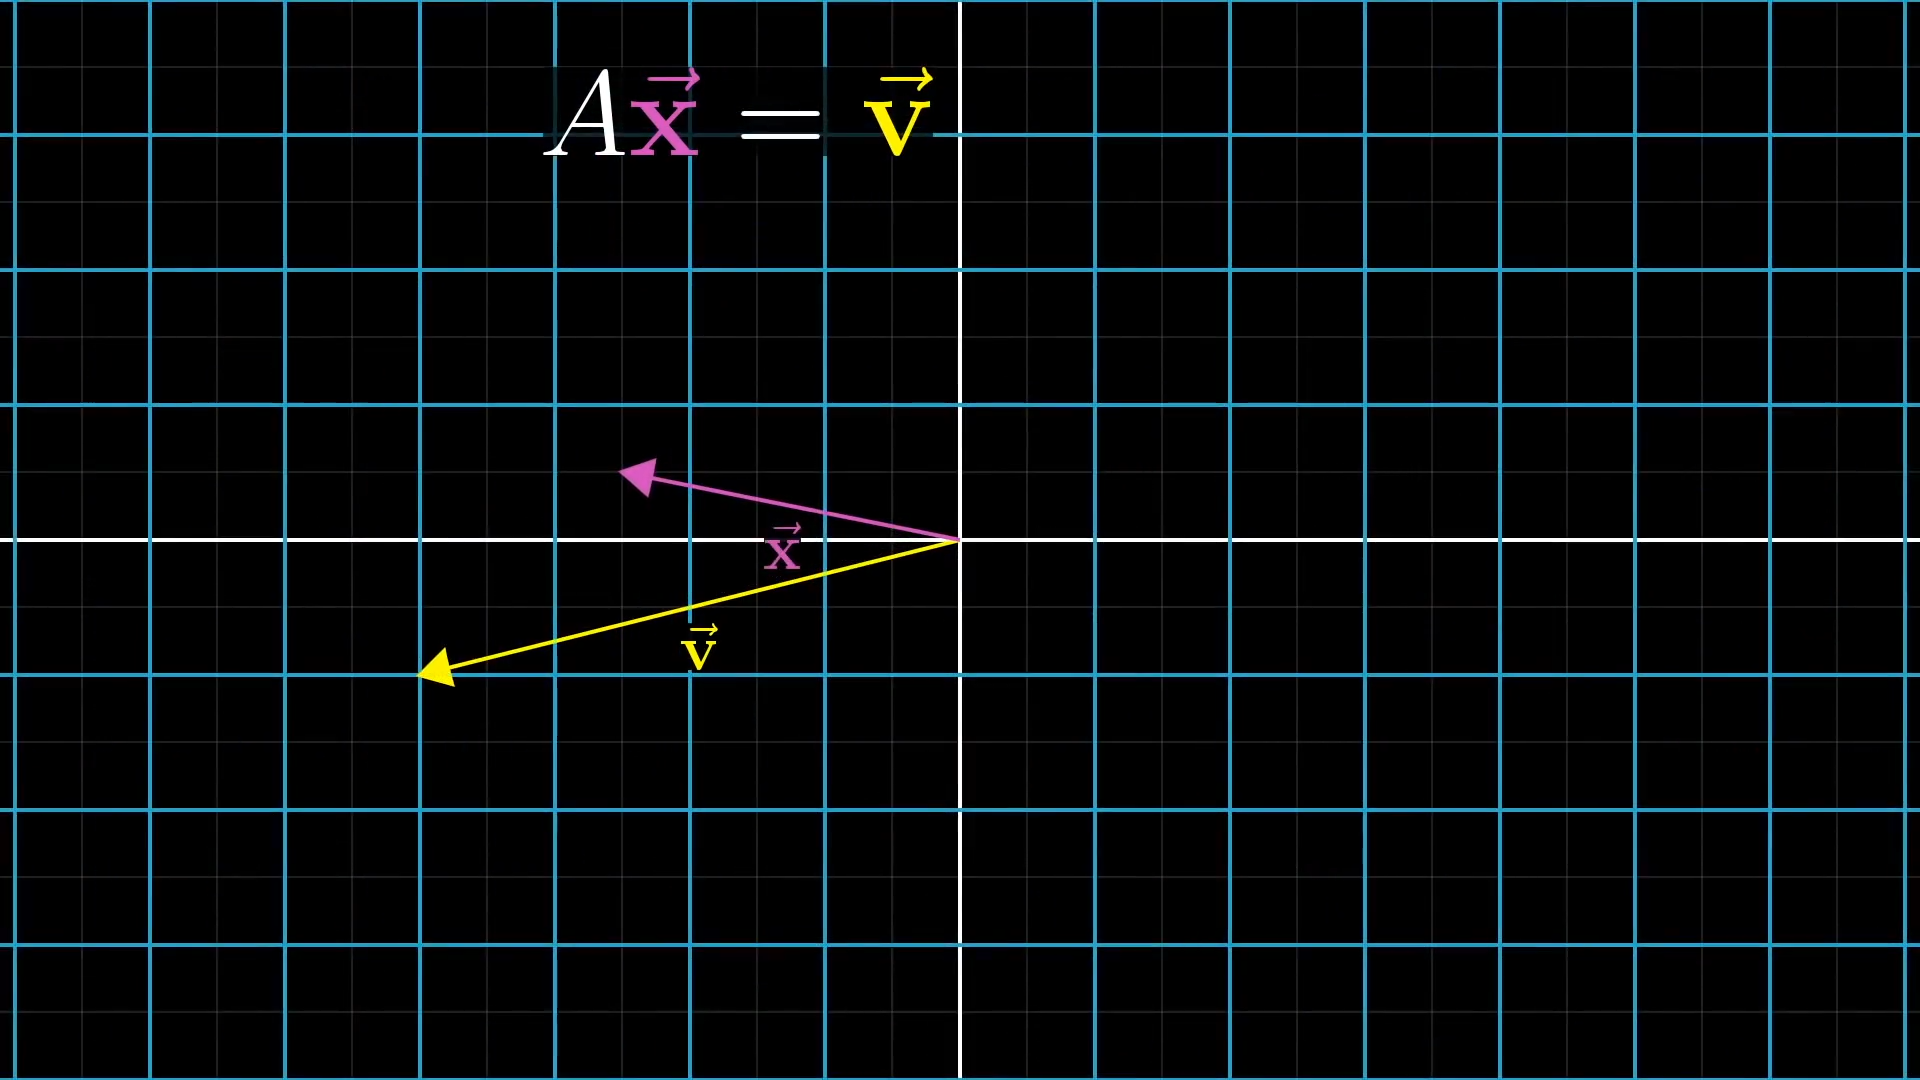 A𝐱⃗ = 𝐯⃗
𝐱⃗
𝐯⃗